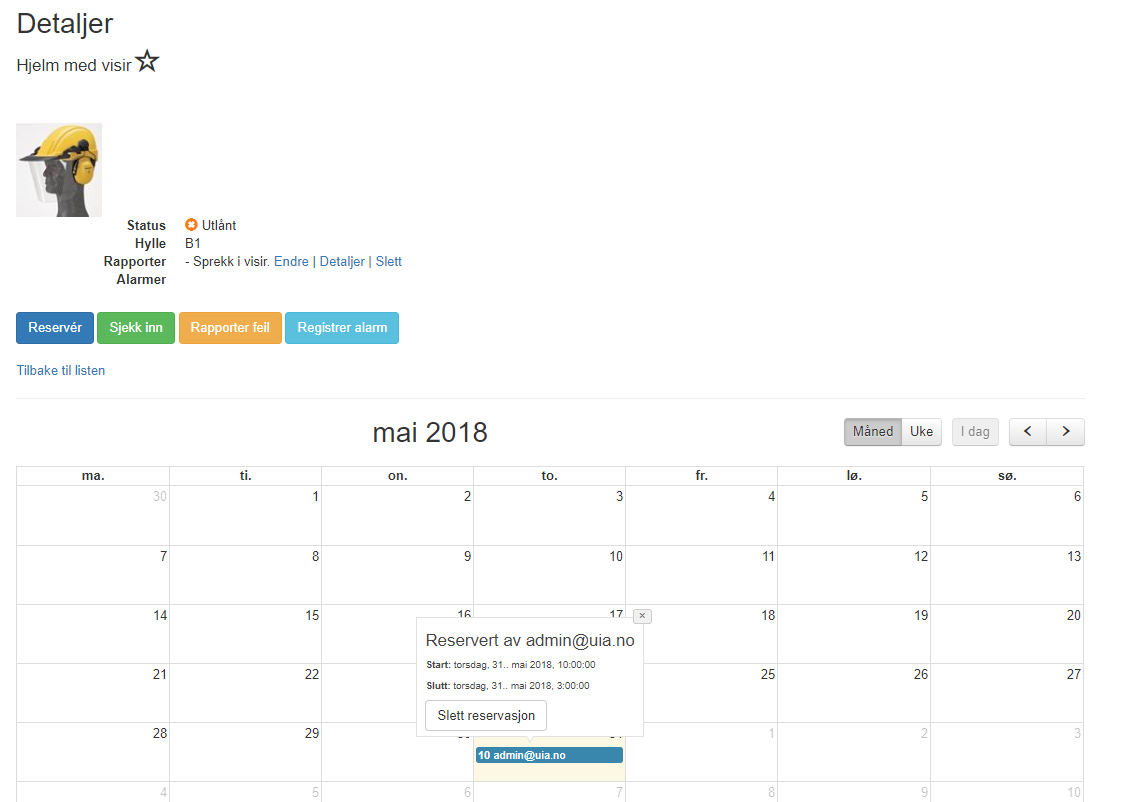 Detaljer
Hjelm med visir
Status Utlånt
Hylle B1
Rapporter - Sprekk i visir. Endre | Detaljer | Slett
Alarmer
Reservér Sjekk inn Rapporter feil Registrer alarm
Tilbake til listen
mai 2018 Måned Uke I dag
ma. ti. on. to. fr. lø. sø.
30 1 2 3 4 5 6
7 8 9 10 11 12 13
14 15 16 17 18 19 20
Reservert av admin@uia.no
Start: torsdag, 31.. mai 2018, 10:00:00
Slutt: torsdag, 31.. mai 2018, 3:00:00
Slett reservasjon
21 22 25 26 27
28 29 1 2 3
10 admin@uia.no
4 5 6 7 8 9 10